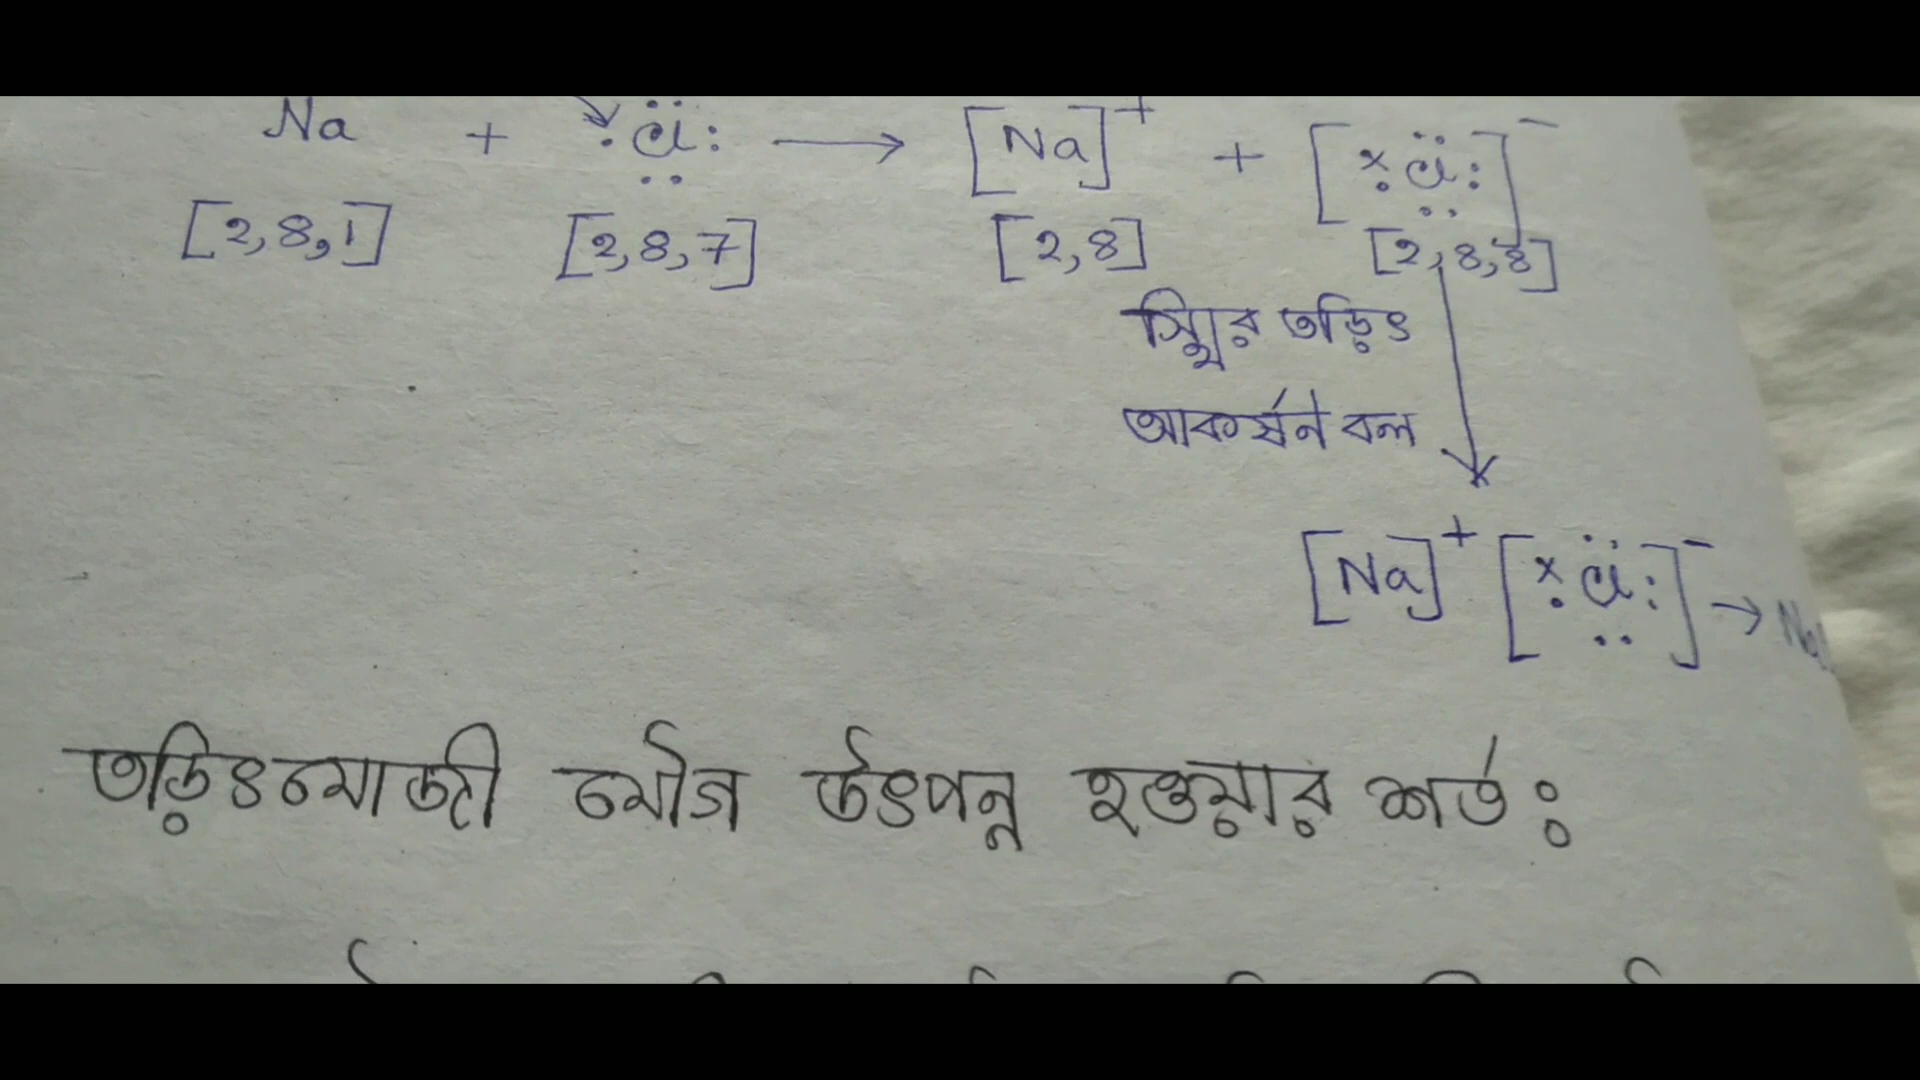 Na + :Cl: ⟶ [Na]⁺ + [ẋ Cl:]⁻
[2,8,1] [2,8,7] [2,8] [2,8,8]
স্থির তড়িৎ
আকর্ষন বল
[Na]⁺ [ẋ Cl:]⁻ →
তড়িৎযোজী যৌগ উৎপন্ন হওয়ার শর্ত :